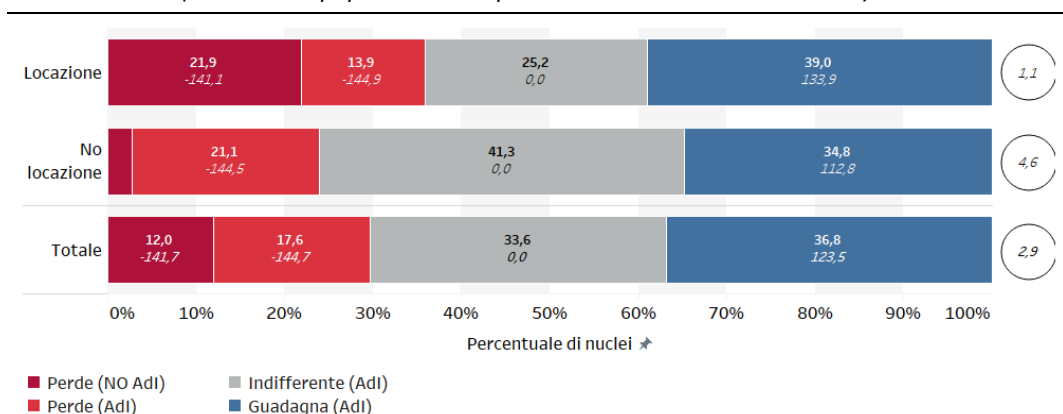 21,9 13,9 25,2 39,0
Locazione -141,1 -144,9 0,0 133,9 1,1
No 21,1 41,3 34,8
locazione -144,5 0,0 112,8 4,6
12,0 17,6 33,6 36,8
Totale -141,7 -144,7 0,0 123,5 2,9
0% 10% 20% 30% 40% 50% 60% 70% 80% 90% 100%
Percentuale di nuclei
Perde (NO AdI) Indifferente (AdI)
Perde (AdI) Guadagna (AdI)